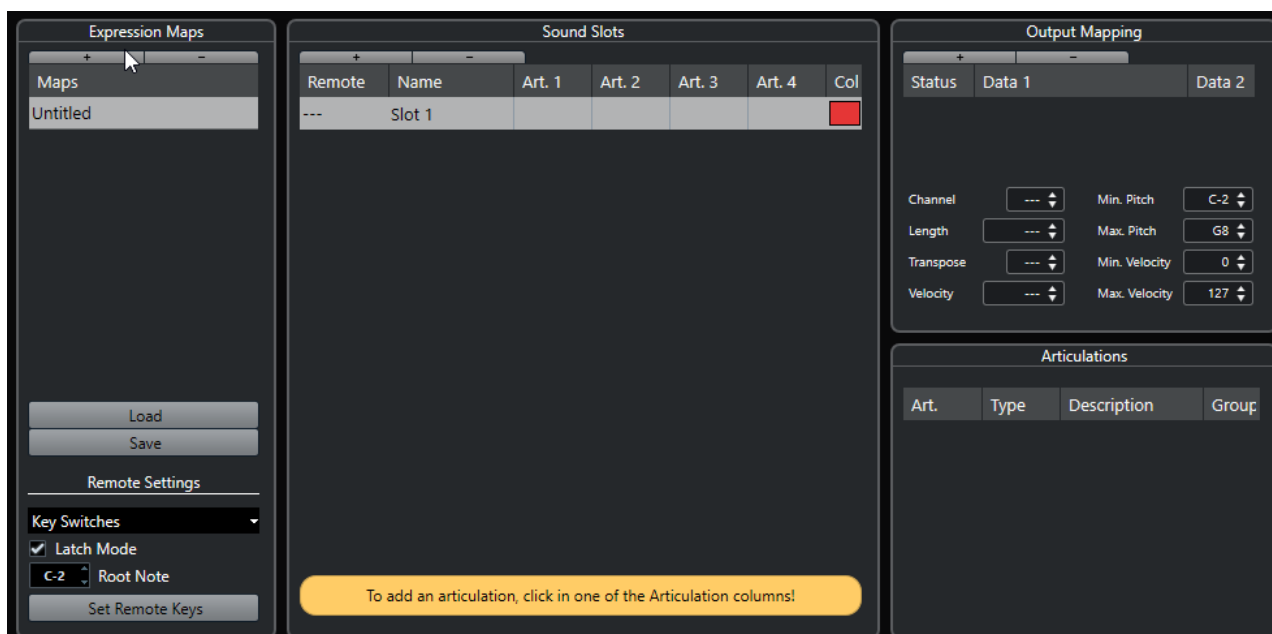 Expression Maps
+ -
Maps
Untitled
Load
Save
Remote Settings
Key Switches
Latch Mode
C-2 Root Note
Set Remote Keys
Sound Slots
+ -
Remote Name Art. 1 Art. 2 Art. 3 Art. 4 Col
--- Slot 1
To add an articulation, click in one of the Articulation columns!
Output Mapping
+ -
Status Data 1 Data 2
Channel --- Min. Pitch C-2
Length --- Max. Pitch G8
Transpose --- Min. Velocity 0
Velocity --- Max. Velocity 127
Articulations
Art. Type Description Group